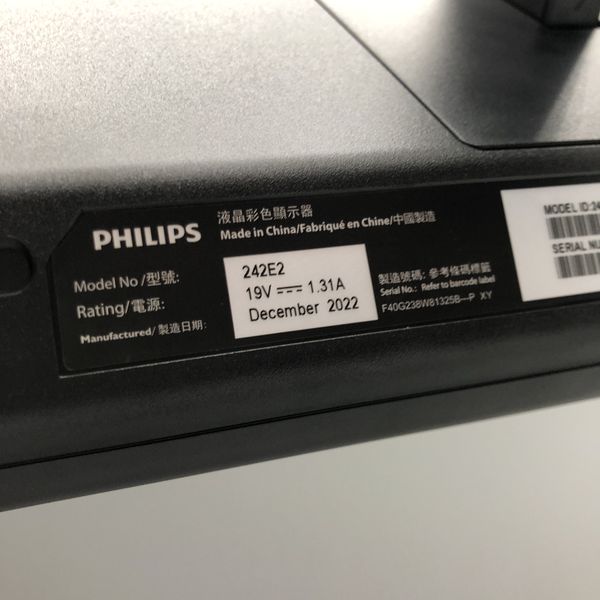 PHILIPS
液晶彩色顯示器
Made in China/Fabriqué en Chine/中國製造
Model No /型號:
242E2
Rating/電源:
19V ⎓ 1.31A
Manufactured/ 製造日期:
December 2022
製造號碼: 參考條碼標籤
Serial No.: Refer to barcode label
F40G238W81325B—P XY
MODEL ID:24
SERIAL NU